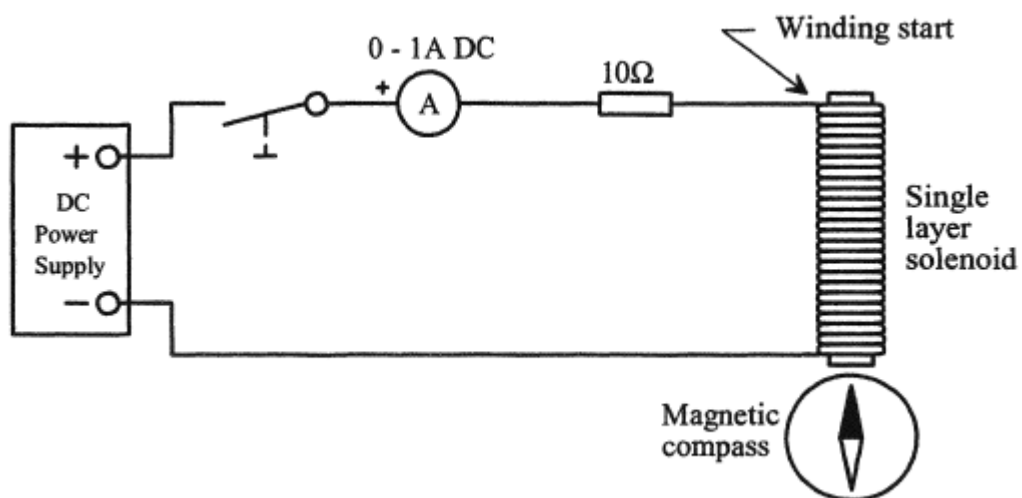 Winding start
0 - 1A DC
+
A
10Ω
+
DC
Power
Supply
−
Single
layer
solenoid
Magnetic
compass